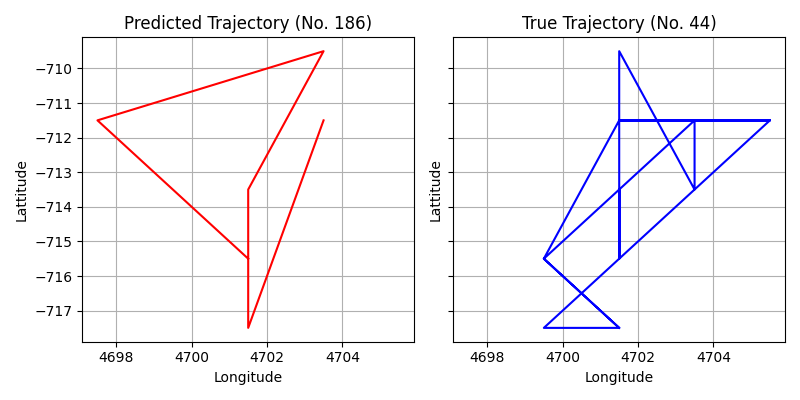 Predicted Trajectory (No. 186)
True Trajectory (No. 44)
Lattitude
−710
−711
−712
−713
−714
−715
−716
−717
4698 4700 4702 4704
Longitude
Lattitude
4698 4700 4702 4704
Longitude